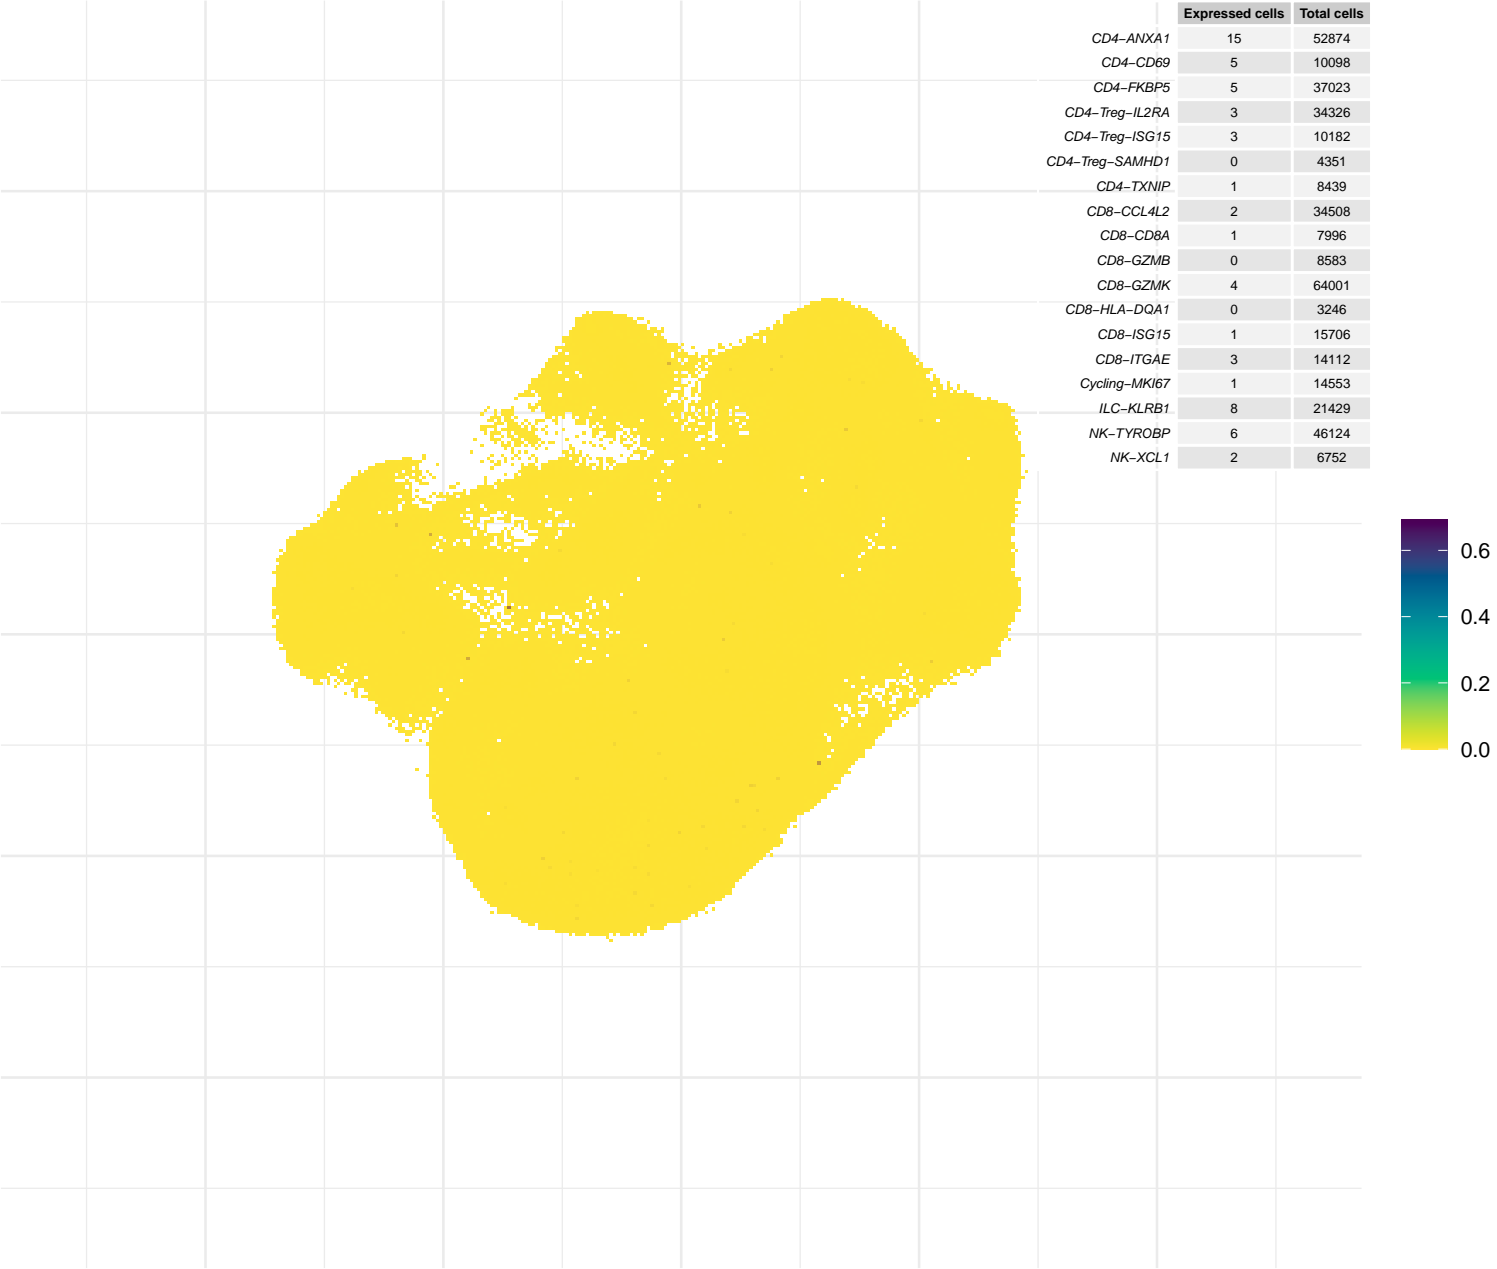 Expressed cells Total cells
CD4−ANXA1 15 52874
CD4−CD69 5 10098
CD4−FKBP5 5 37023
CD4−Treg−IL2RA 3 34326
CD4−Treg−ISG15 3 10182
CD4−Treg−SAMHD1 0 4351
CD4−TXNIP 1 8439
CD8−CCL4L2 2 34508
CD8−CD8A 1 7996
CD8−GZMB 0 8583
CD8−GZMK 4 64001
CD8−HLA−DQA1 0 3246
CD8−ISG15 1 15706
CD8−ITGAE 3 14112
Cycling−MKI67 1 14553
ILC−KLRB1 8 21429
NK−TYROBP 6 46124
NK−XCL1 2 6752
0.6
0.4
0.2
0.0